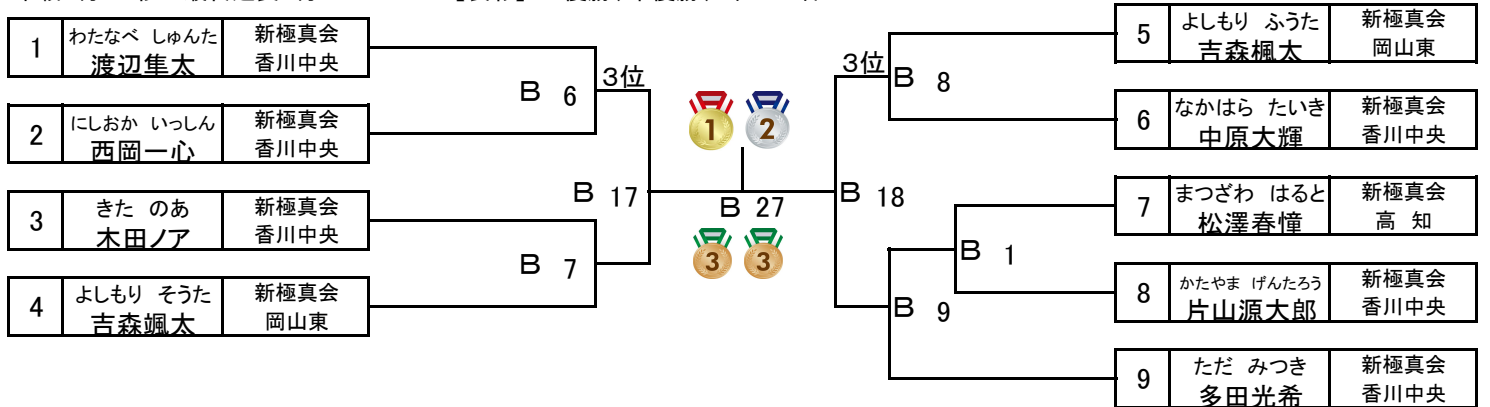 1 わたなべ しゅんた 新極真会
渡辺隼太 香川中央
2 にしおか いっしん 新極真会
西岡一心 香川中央
3 きた のあ 新極真会
木田ノア 香川中央
4 よしもり そうた 新極真会
吉森颯太 岡山東
B 6
3位
B 7
B 17
1 2
B 27
3 3
B 18
3位
B 8
B 1
B 9
5 よしもり ふうた 新極真会
吉森楓太 岡山東
6 なかはら たいき 新極真会
中原大輝 香川中央
7 まつざわ はると 新極真会
松澤春憧 高 知
8 かたやま げんたろう 新極真会
片山源大郎 香川中央
9 ただ みつき 新極真会
多田光希 香川中央